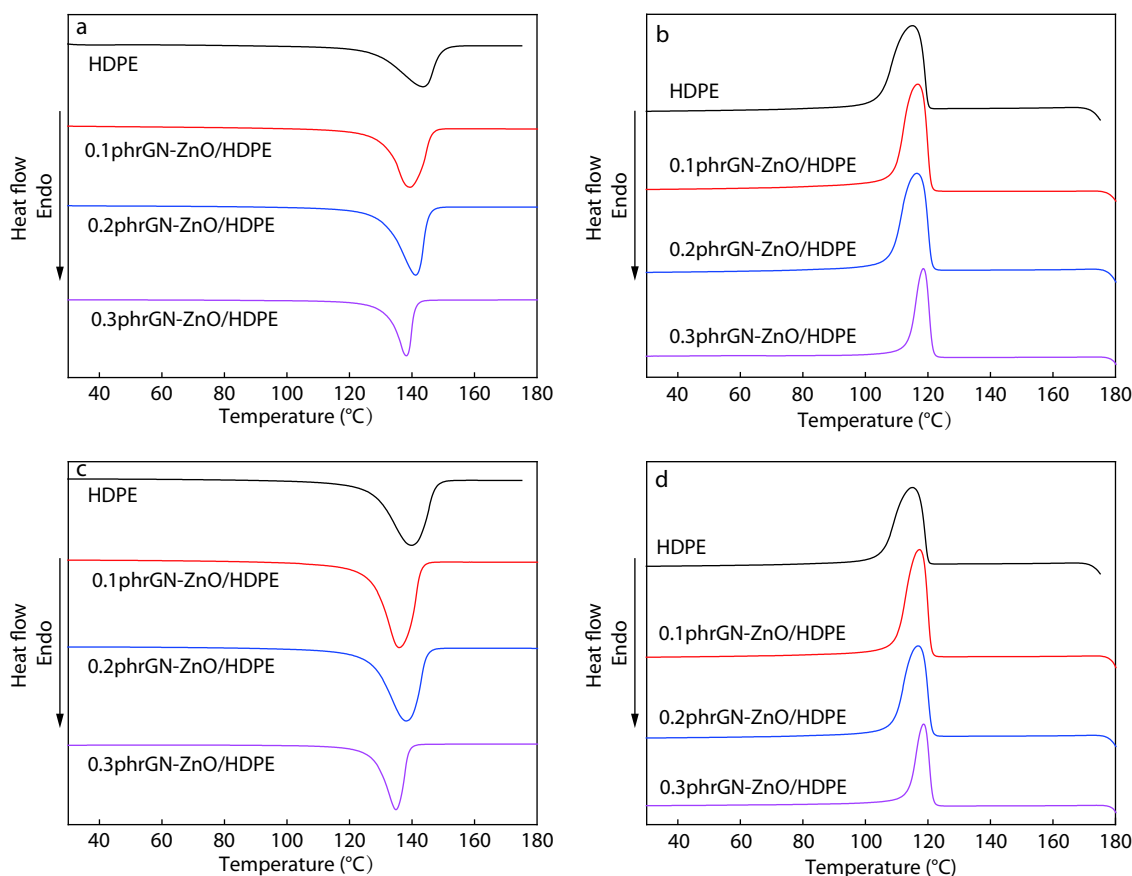 a
HDPE
0.1phrGN-ZnO/HDPE
0.2phrGN-ZnO/HDPE
0.3phrGN-ZnO/HDPE
Heat flow
Endo
40 60 80 100 120 140 160 180
Temperature (°C)
b
HDPE
0.1phrGN-ZnO/HDPE
0.2phrGN-ZnO/HDPE
0.3phrGN-ZnO/HDPE
Heat flow
Endo
40 60 80 100 120 140 160 180
Temperature (°C)
c
HDPE
0.1phrGN-ZnO/HDPE
0.2phrGN-ZnO/HDPE
0.3phrGN-ZnO/HDPE
Heat flow
Endo
40 60 80 100 120 140 160 180
Temperature (°C)
d
HDPE
0.1phrGN-ZnO/HDPE
0.2phrGN-ZnO/HDPE
0.3phrGN-ZnO/HDPE
Heat flow
Endo
40 60 80 100 120 140 160 180
Temperature (°C)